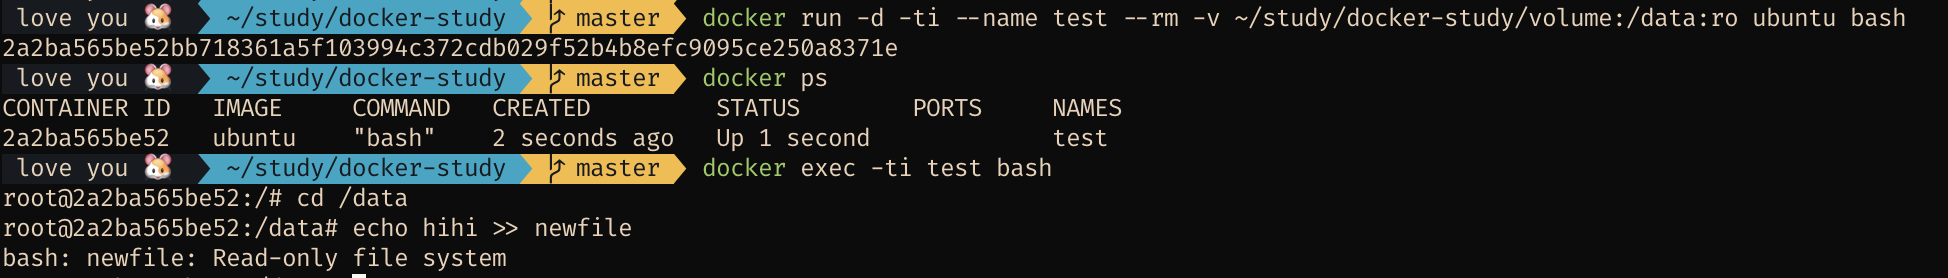 love you 🐹 ~/study/docker-study master docker run -d -ti --name test --rm -v ~/study/docker-study/volume:/data:ro ubuntu bash
2a2ba565be52bb718361a5f103994c372cdb029f52b4b8efc9095ce250a8371e
love you 🐹 ~/study/docker-study master docker ps
CONTAINER ID   IMAGE     COMMAND   CREATED         STATUS        PORTS     NAMES
2a2ba565be52   ubuntu    "bash"    2 seconds ago   Up 1 second             test
love you 🐹 ~/study/docker-study master docker exec -ti test bash
root@2a2ba565be52:/# cd /data
root@2a2ba565be52:/data# echo hihi >> newfile
bash: newfile: Read-only file system